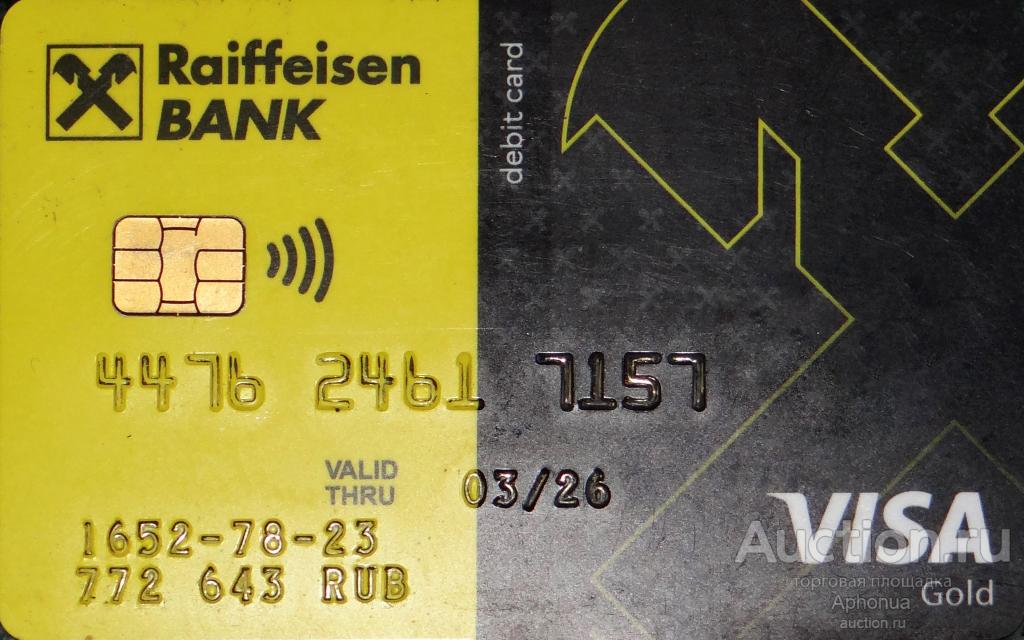 Raiffeisen
BANK
debit card
4476 2461 7157
VALID
THRU
03/26
1652-78-23
772 643 RUB
VISA
Gold
Auction.ru
торговая площадка
Aphonua
auction.ru